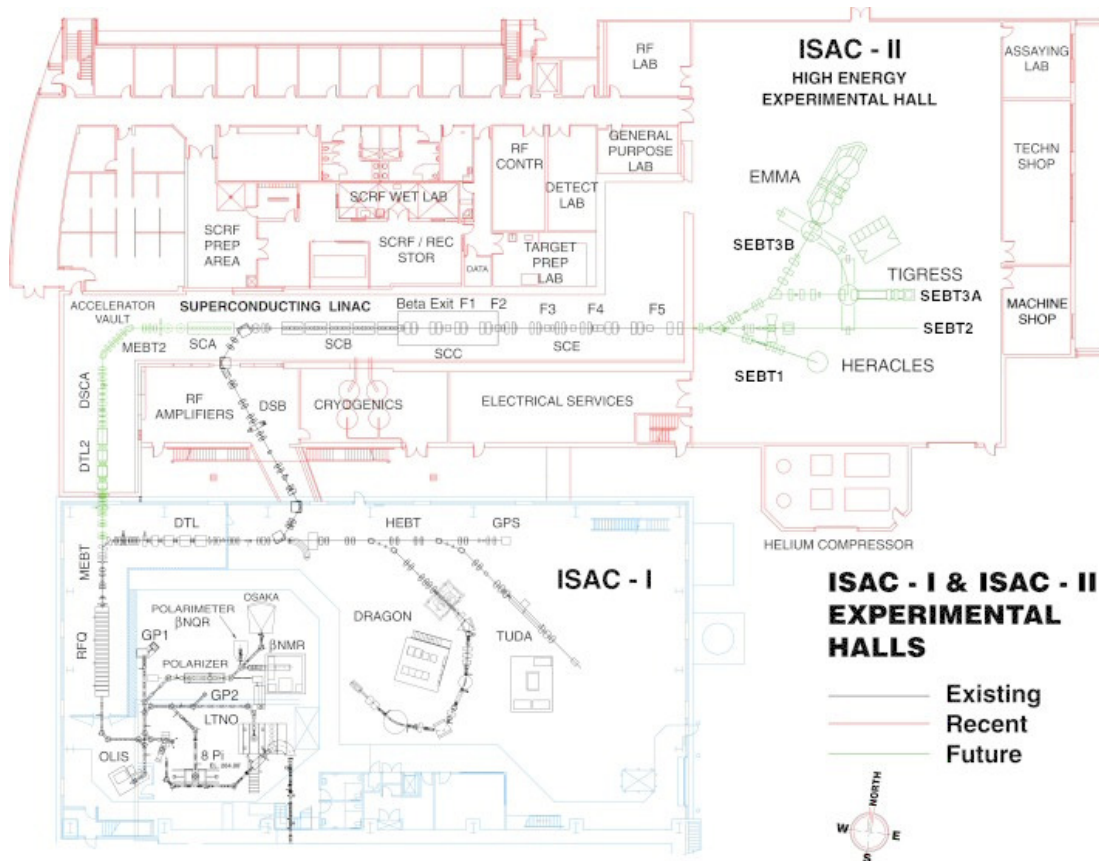 RF
LAB
ISAC - II
HIGH ENERGY
EXPERIMENTAL HALL
ASSAYING
LAB
RF
CONTR
GENERAL
PURPOSE
LAB
TECHN
SHOP
DETECT
LAB
EMMA
SCRF WET LAB
SCRF
PREP
AREA
SCRF / REC
STOR
DATA
TARGET
PREP
LAB
SEBT3B
TIGRESS
SEBT3A
ACCELERATOR
VAULT
SUPERCONDUCTING LINAC
Beta Exit F1
F2
F3
F4
F5
MACHINE
SHOP
MEBT2
SCA
SCB
SCC
SCE
SEBT2
SEBT1
HERACLES
DSCA
RF
AMPLIFIERS
DSB
CRYOGENICS
ELECTRICAL SERVICES
DTL2
HELIUM COMPRESSOR
DTL
HEBT
GPS
MEBT
ISAC - I
RFQ
POLARIMETER
βNQR
OSAKA
GP1
βNMR
POLARIZER
GP2
LTNO
OLIS
8 Pi
DRAGON
TUDA
ISAC - I & ISAC - II
EXPERIMENTAL
HALLS
Existing
Recent
Future
NORTH
W
E
S